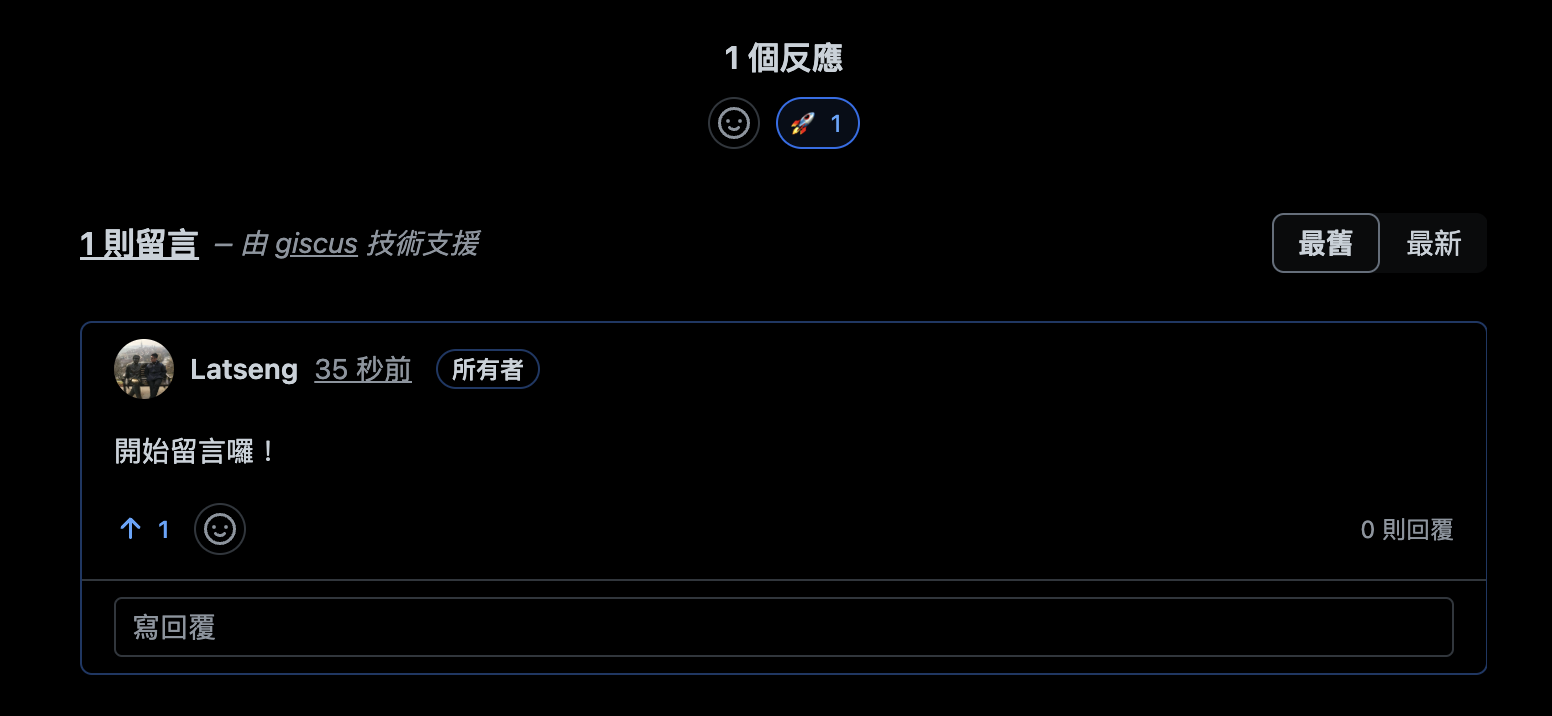 1 個反應
🚀 1
1 則留言 – 由 giscus 技術支援
最舊 最新
Latseng 35 秒前 所有者
開始留言囉！
↑ 1
0 則回覆
寫回覆